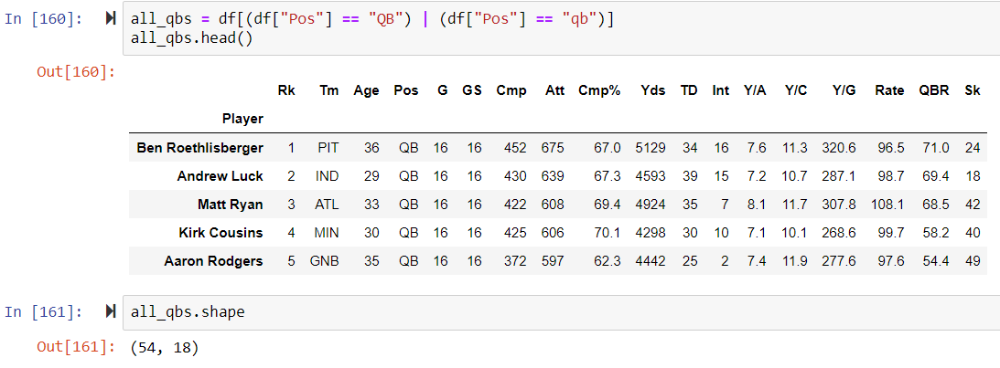 In [160]: all_qbs = df[(df["Pos"] == "QB") | (df["Pos"] == "qb")]
all_qbs.head()
Out[160]:
Rk Tm Age Pos G GS Cmp Att Cmp% Yds TD Int Y/A Y/C Y/G Rate QBR Sk
Player
Ben Roethlisberger 1 PIT 36 QB 16 16 452 675 67.0 5129 34 16 7.6 11.3 320.6 96.5 71.0 24
Andrew Luck 2 IND 29 QB 16 16 430 639 67.3 4593 39 15 7.2 10.7 287.1 98.7 69.4 18
Matt Ryan 3 ATL 33 QB 16 16 422 608 69.4 4924 35 7 8.1 11.7 307.8 108.1 68.5 42
Kirk Cousins 4 MIN 30 QB 16 16 425 606 70.1 4298 30 10 7.1 10.1 268.6 99.7 58.2 40
Aaron Rodgers 5 GNB 35 QB 16 16 372 597 62.3 4442 25 2 7.4 11.9 277.6 97.6 54.4 49
In [161]: all_qbs.shape
Out[161]: (54, 18)